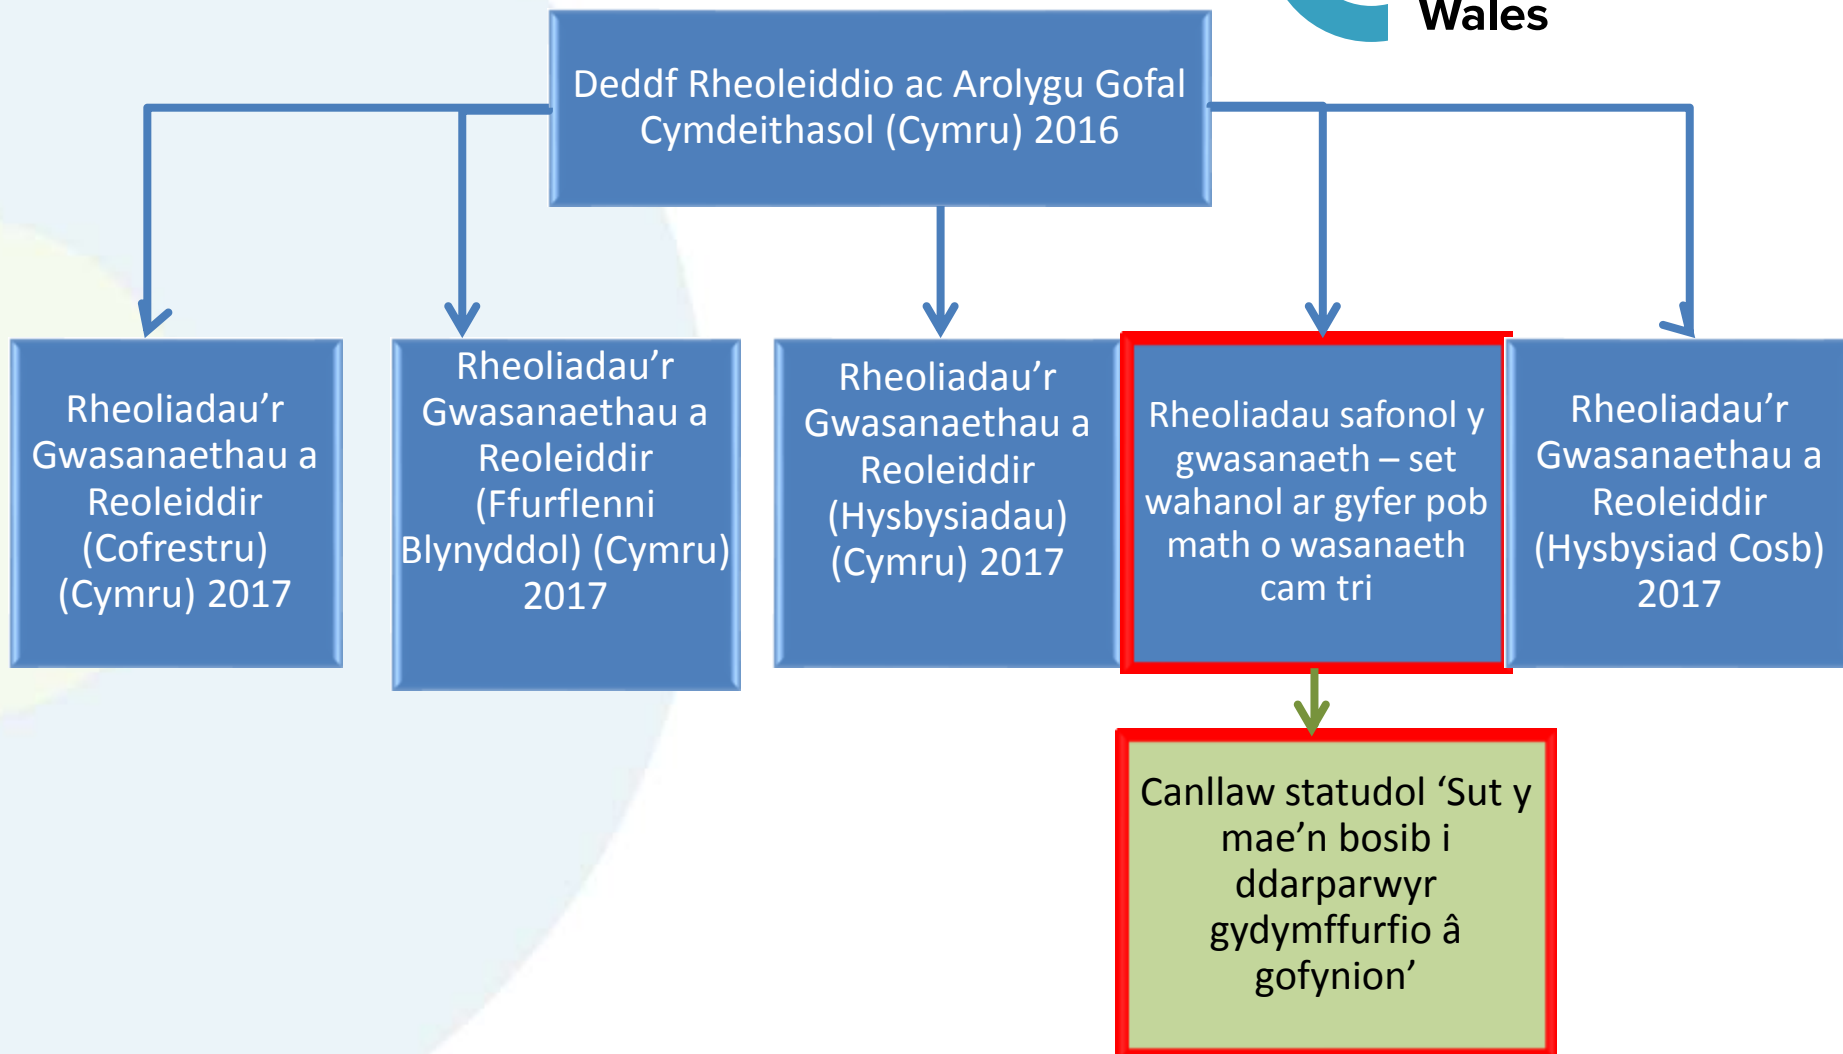 Wales
Deddf Rheoleiddio ac Arolygu Gofal
Cymdeithasol (Cymru) 2016
Rheoliadau’r
Gwasanaethau a
Reoleiddir
(Cofrestru)
(Cymru) 2017
Rheoliadau’r
Gwasanaethau a
Reoleiddir
(Ffurflenni
Blynyddol) (Cymru)
2017
Rheoliadau’r
Gwasanaethau a
Reoleiddir
(Hysbysiadau)
(Cymru) 2017
Rheoliadau safonol y
gwasanaeth – set
wahanol ar gyfer pob
math o wasanaeth
cam tri
Rheoliadau’r
Gwasanaethau a
Reoleiddir
(Hysbysiad Cosb)
2017
Canllaw statudol ‘Sut y
mae’n bosib i
ddarparwyr
gydymffurfio â
gofynion’